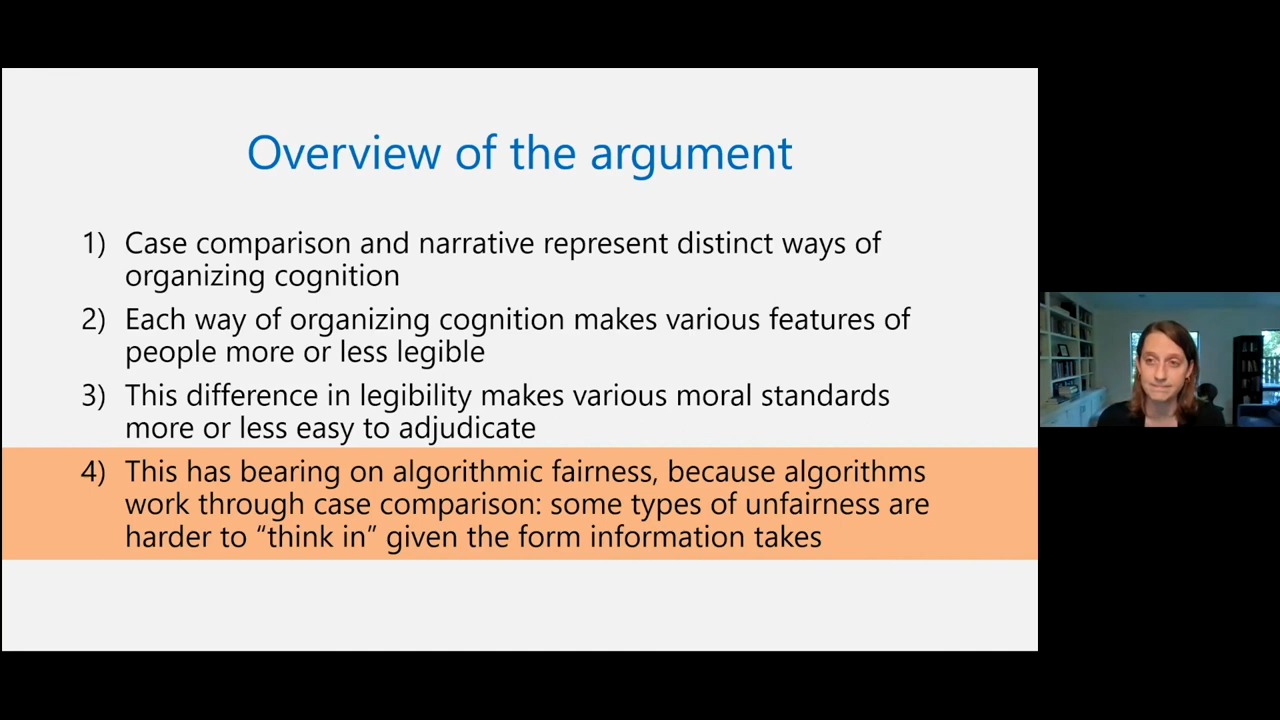 Overview of the argument
1) Case comparison and narrative represent distinct ways of
organizing cognition
2) Each way of organizing cognition makes various features of
people more or less legible
3) This difference in legibility makes various moral standards
more or less easy to adjudicate
4) This has bearing on algorithmic fairness, because algorithms
work through case comparison: some types of unfairness are
harder to “think in” given the form information takes